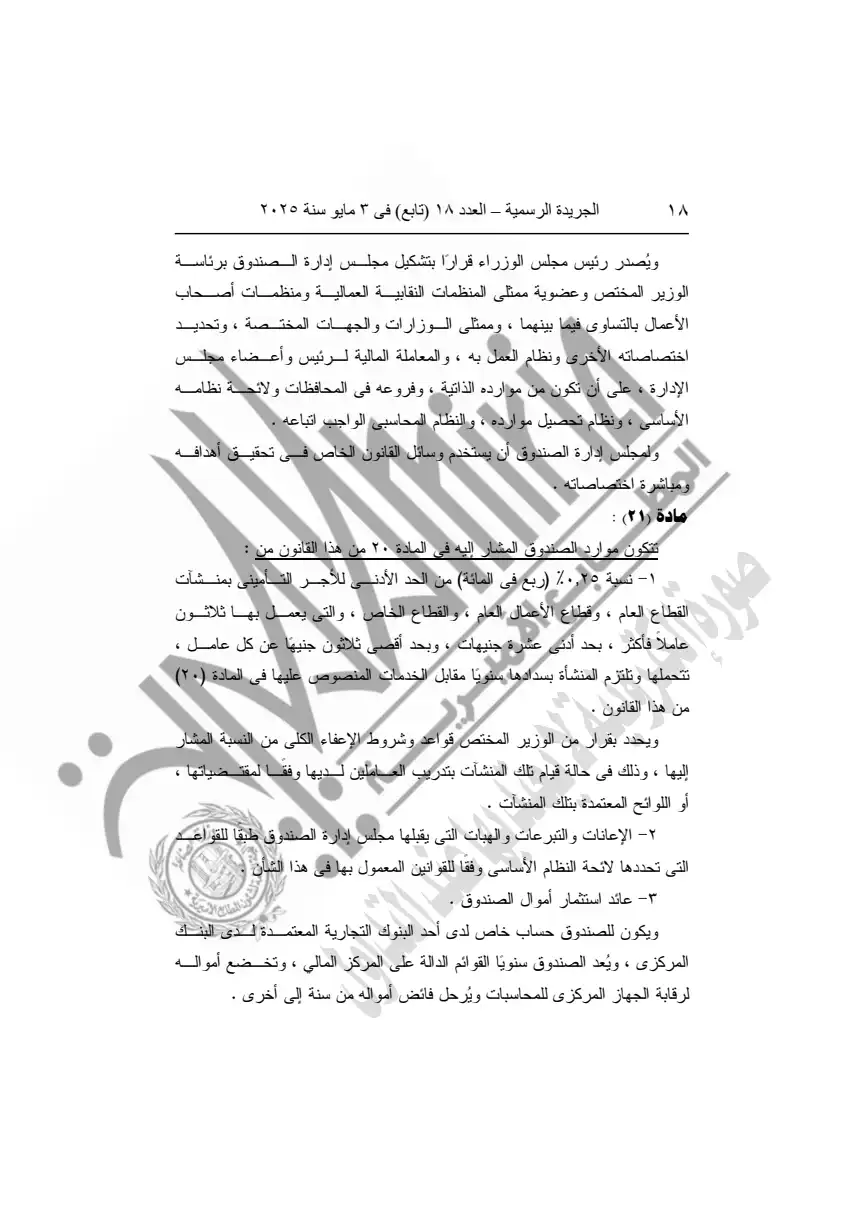 ١٨ الجريدة الرسمية – العدد ١٨ (تابع) فى ٣ مايو سنة ٢٠٢٥
ويُصدر رئيس مجلس الوزراء قرارًا بتشكيل مجلس إدارة الصندوق برئاسة
الوزير المختص وعضوية ممثلى المنظمات النقابية العمالية ومنظمات أصحاب
الأعمال بالتساوى فيما بينهما ، وممثلى الوزارات والجهات المختصة ، وتحديد
اختصاصاته الأخرى ونظام العمل به ، والمعاملة المالية لرئيس وأعضاء مجلس
الإدارة ، على أن تكون من موارده الذاتية ، وفروعه فى المحافظات ولائحة نظامه
الأساسى ، ونظام تحصيل موارده ، والنظام المحاسبى الواجب اتباعه .
ولمجلس إدارة الصندوق أن يستخدم وسائل القانون الخاص فى تحقيق أهدافه
ومباشرة اختصاصاته .
مادة (٢١) :
تتكون موارد الصندوق المشار إليه فى المادة ٢٠ من هذا القانون من :
١- نسبة ٠,٢٥٪ (ربع فى المائة) من الحد الأدنى للأجر التأمينى بمنشآت
القطاع العام ، وقطاع الأعمال العام ، والقطاع الخاص ، والتى يعمل بها ثلاثون
عاملاً فأكثر ، بحد أدنى عشرة جنيهات ، وبحد أقصى ثلاثون جنيهًا عن كل عامل ،
تتحملها وتلتزم المنشأة بسدادها سنويًا مقابل الخدمات المنصوص عليها فى المادة (٢٠)
من هذا القانون .
ويحدد بقرار من الوزير المختص قواعد وشروط الإعفاء الكلى من النسبة المشار
إليها ، وذلك فى حالة قيام تلك المنشآت بتدريب العاملين لديها وفقًا لمقتضياتها ،
أو اللوائح المعتمدة بتلك المنشآت .
٢- الإعانات والتبرعات والهبات التى يقبلها مجلس إدارة الصندوق طبقًا للقواعد
التى تحددها لائحة النظام الأساسى وفقًا للقوانين المعمول بها فى هذا الشأن .
٣- عائد استثمار أموال الصندوق .
ويكون للصندوق حساب خاص لدى أحد البنوك التجارية المعتمدة لدى البنك
المركزى ، ويُعد الصندوق سنويًا القوائم الدالة على المركز المالي ، وتخضع أمواله
لرقابة الجهاز المركزى للمحاسبات ويُرحل فائض أمواله من سنة إلى أخرى .